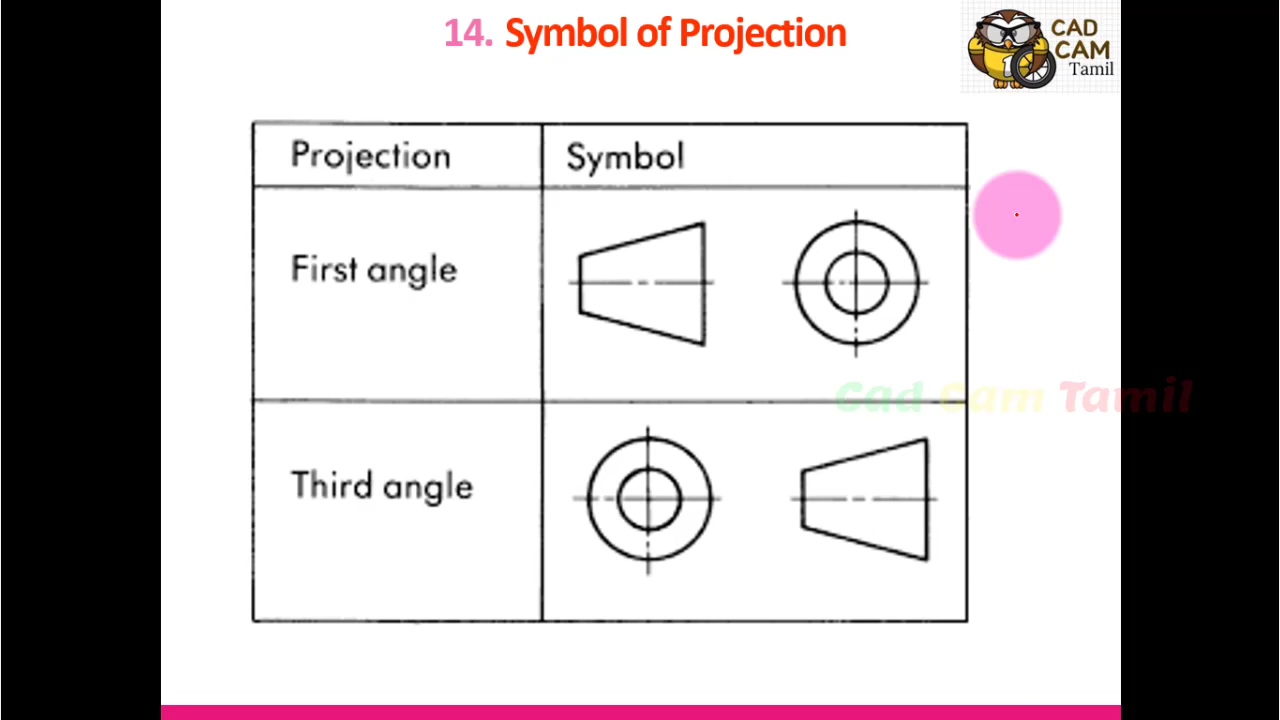 14. Symbol of Projection
CAD
CAM
Tamil
Projection
Symbol
First angle
Cad Cam Tamil
Third angle